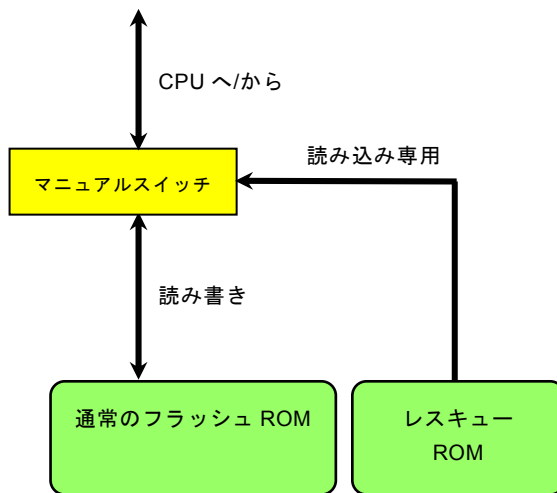 CPU へ/から
読み込み専用
マニュアルスイッチ
読み書き
通常のフラッシュ ROM
レスキュー
ROM